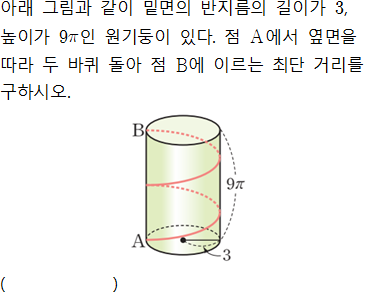 아래 그림과 같이 밑면의 반지름의 길이가 3,
높이가 9π인 원기둥이 있다. 점 A에서 옆면을
따라 두 바퀴 돌아 점 B에 이르는 최단 거리를
구하시오.
B
9π
A
3
( )